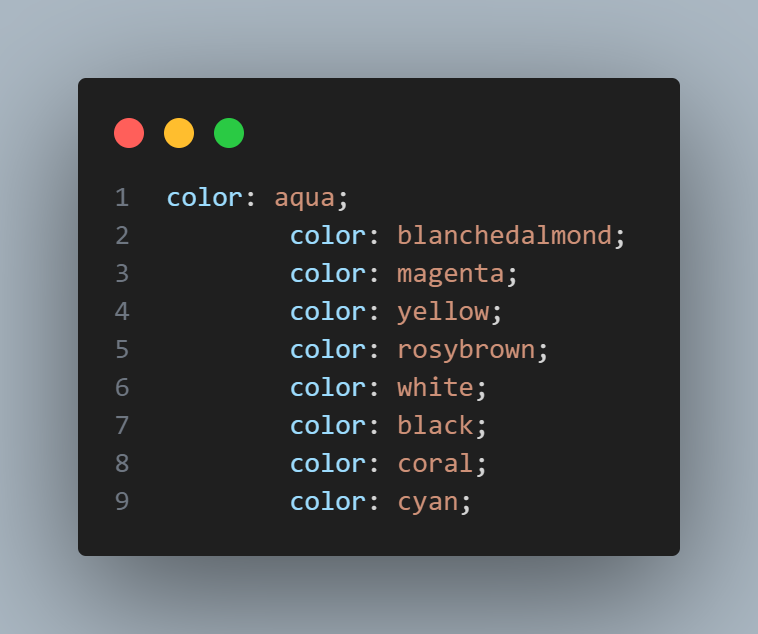 1 color: aqua;
2 color: blanchedalmond;
3 color: magenta;
4 color: yellow;
5 color: rosybrown;
6 color: white;
7 color: black;
8 color: coral;
9 color: cyan;